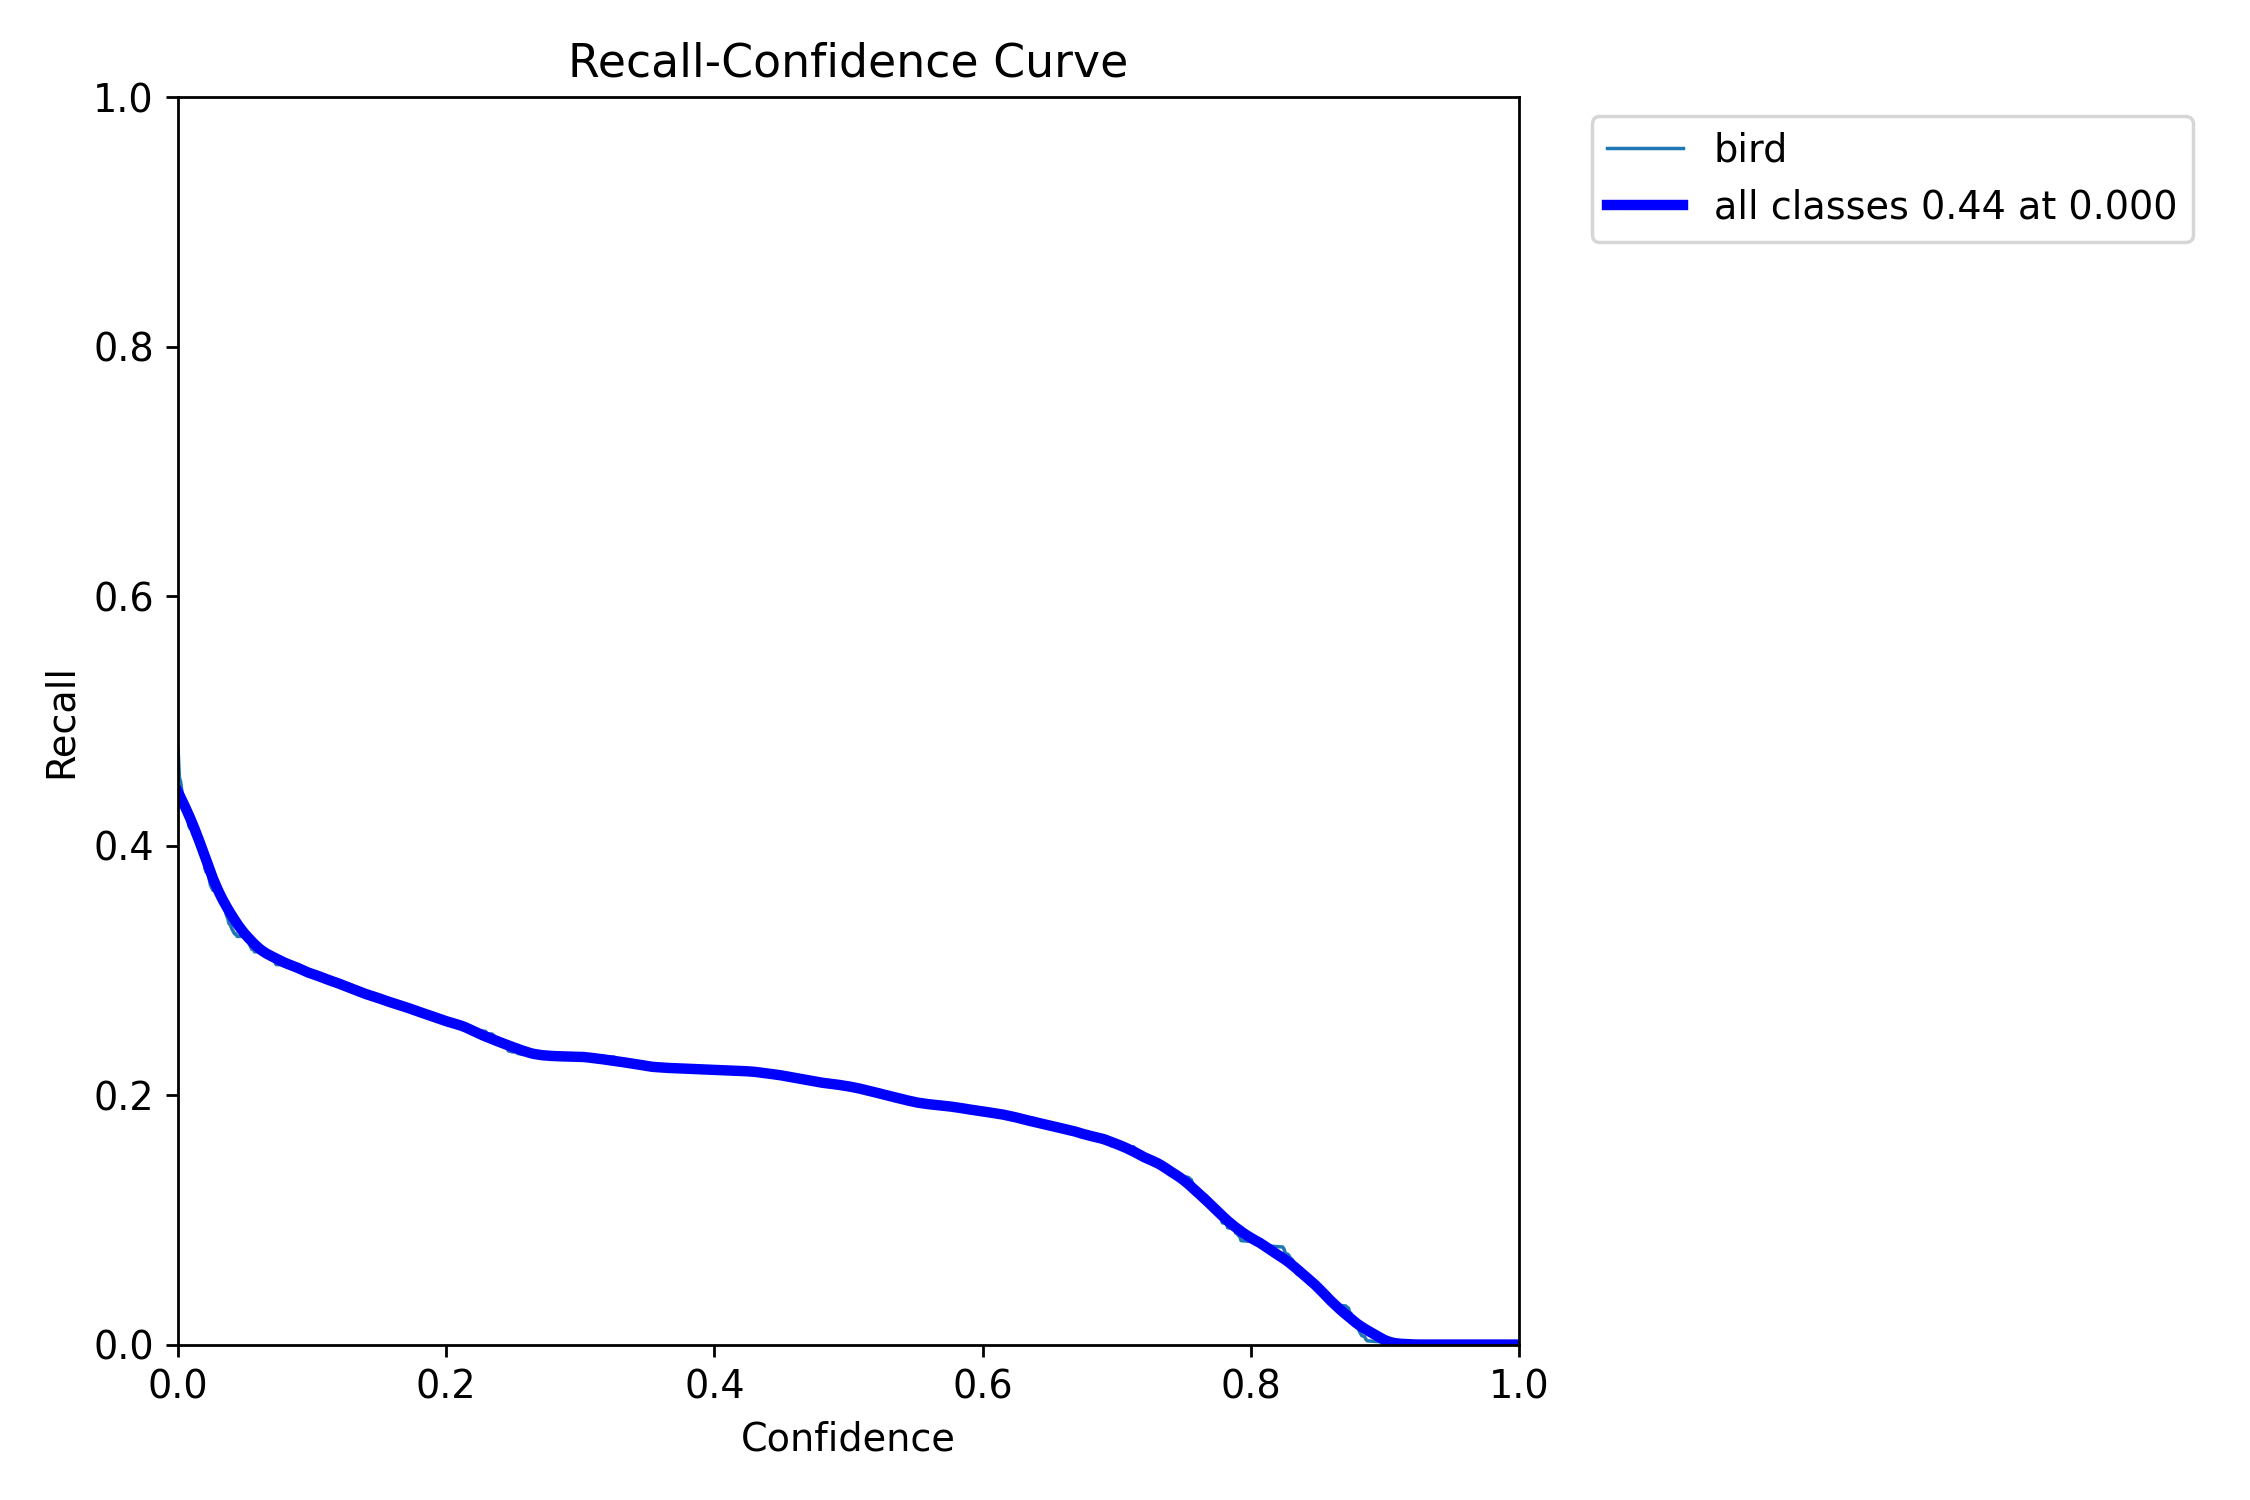 Recall-Confidence Curve
1.0
0.8
0.6
0.4
0.2
0.0
Recall
0.0 0.2 0.4 0.6 0.8 1.0
Confidence
bird
all classes 0.44 at 0.000